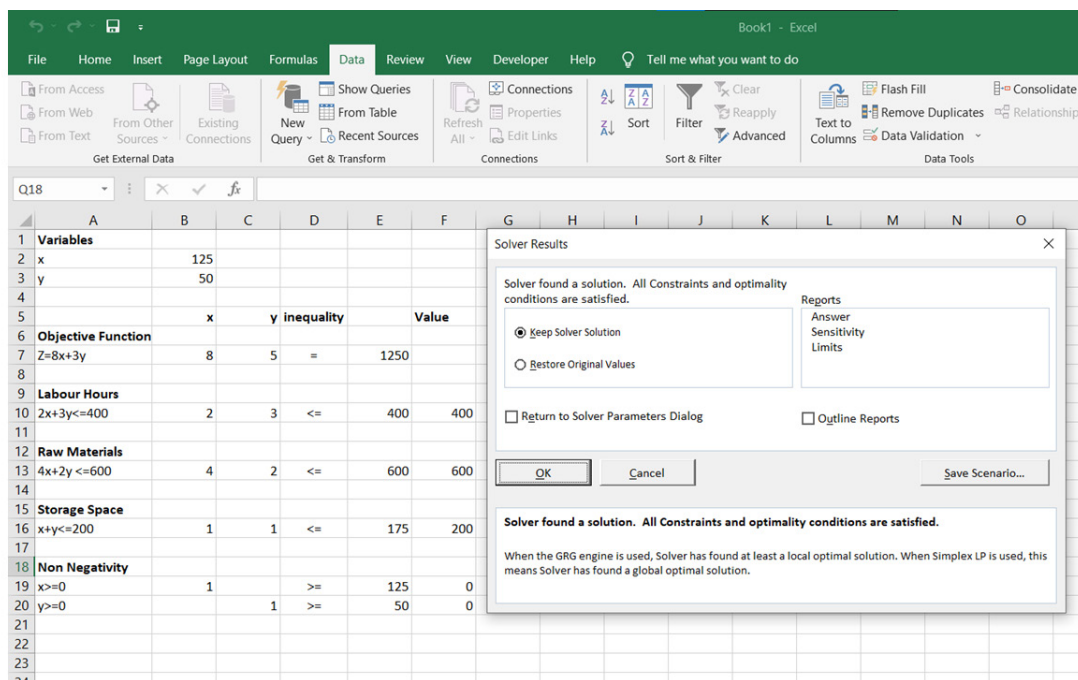 Book1 - Excel
File Home Insert Page Layout Formulas Data Review View Developer Help Tell me what you want to do
From Access
From Web
From Text
From Other
Sources
Existing
Connections
Get External Data
New
Query
Show Queries
From Table
Recent Sources
Get & Transform
Refresh
All
Connections
Properties
Edit Links
Connections
Sort
Filter
Clear
Reapply
Advanced
Sort & Filter
Text to
Columns
Flash Fill
Remove Duplicates
Data Validation
Consolidate
Relationship
Data Tools
Q18 fx
A B C D E F G H I J K L M N O
1 Variables
2 x 125
3 y 50
4
5 x y inequality Value
6 Objective Function
7 Z=8x+3y 8 5 = 1250
8
9 Labour Hours
10 2x+3y<=400 2 3 <= 400 400
11
12 Raw Materials
13 4x+2y <=600 4 2 <= 600 600
14
15 Storage Space
16 x+y<=200 1 1 <= 175 200
17
18 Non Negativity
19 x>=0 1 >= 125 0
20 y>=0 1 >= 50 0
21
22
23
Solver Results
Solver found a solution. All Constraints and optimality
conditions are satisfied.
Keep Solver Solution
Restore Original Values
Reports
Answer
Sensitivity
Limits
Return to Solver Parameters Dialog
Outline Reports
OK
Cancel
Save Scenario...
Solver found a solution. All Constraints and optimality conditions are satisfied.
When the GRG engine is used, Solver has found at least a local optimal solution. When Simplex LP is used, this
means Solver has found a global optimal solution.